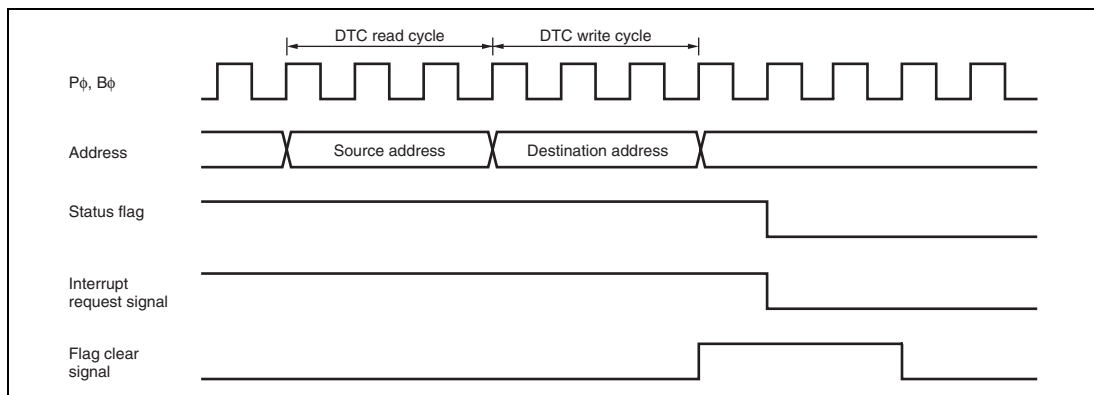 DTC read cycle DTC write cycle
Pϕ, Bϕ
Address Source address Destination address
Status flag
Interrupt
request signal
Flag clear
signal